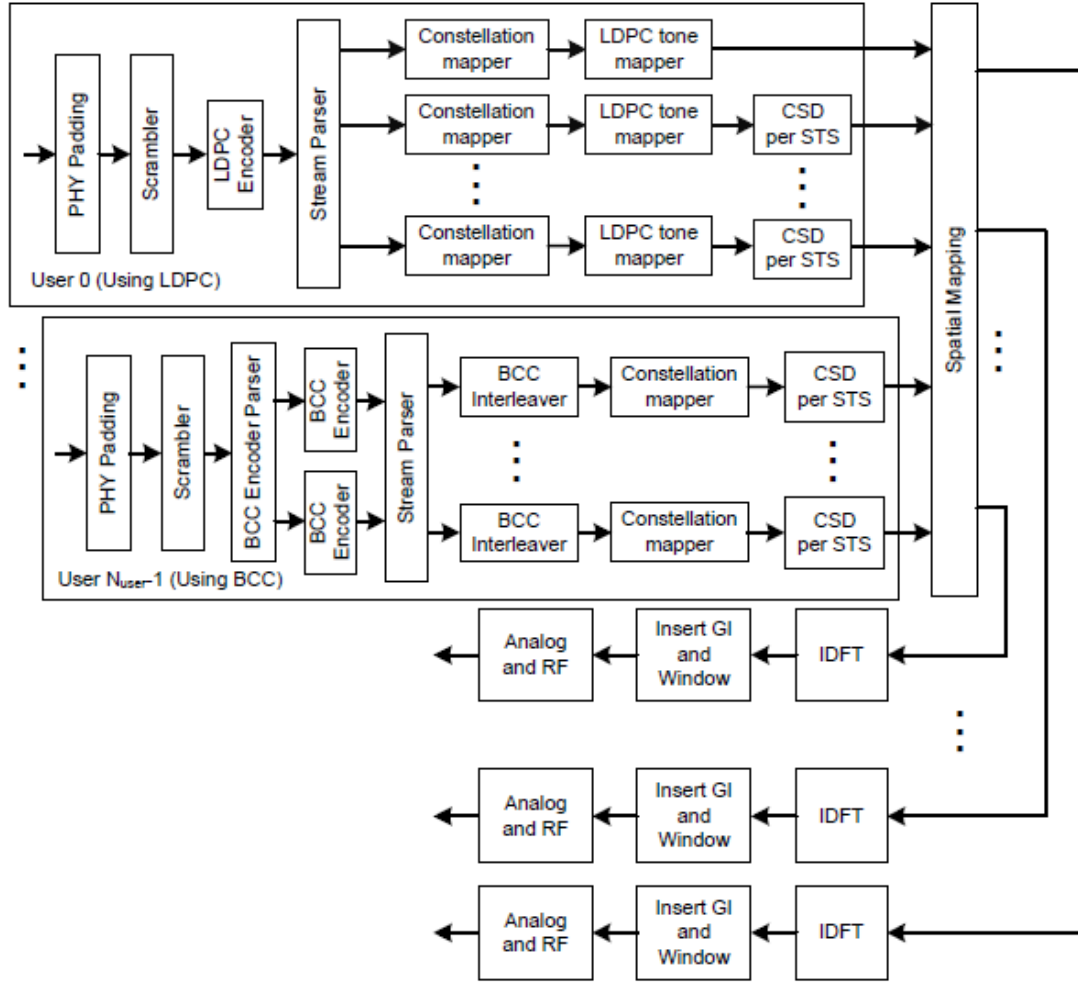 PHY Padding
Scrambler
LDPC
Encoder
Stream Parser
Constellation
mapper
LDPC tone
mapper
Constellation
mapper
LDPC tone
mapper
CSD
per STS
Constellation
mapper
LDPC tone
mapper
CSD
per STS
User 0 (Using LDPC)
Spatial Mapping
PHY Padding
Scrambler
BCC Encoder Parser
BCC
Encoder
BCC
Encoder
Stream Parser
BCC
Interleaver
Constellation
mapper
CSD
per STS
BCC
Interleaver
Constellation
mapper
CSD
per STS
User Nuser-1 (Using BCC)
Analog
and RF
Insert GI
and
Window
IDFT
Analog
and RF
Insert GI
and
Window
IDFT
Analog
and RF
Insert GI
and
Window
IDFT